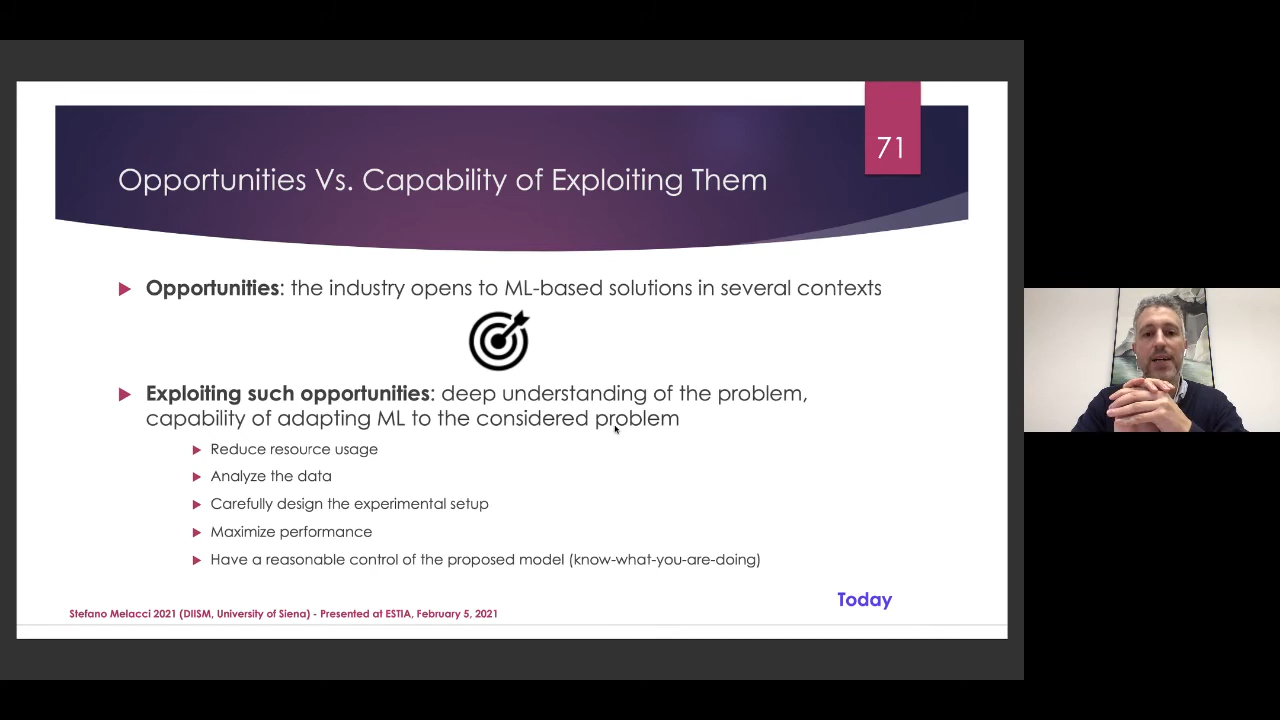 71
Opportunities Vs. Capability of Exploiting Them
Opportunities: the industry opens to ML-based solutions in several contexts
Exploiting such opportunities: deep understanding of the problem,
capability of adapting ML to the considered problem
Reduce resource usage
Analyze the data
Carefully design the experimental setup
Maximize performance
Have a reasonable control of the proposed model (know-what-you-are-doing)
Today
Stefano Melacci 2021 (DIISM, University of Siena) - Presented at ESTIA, February 5, 2021